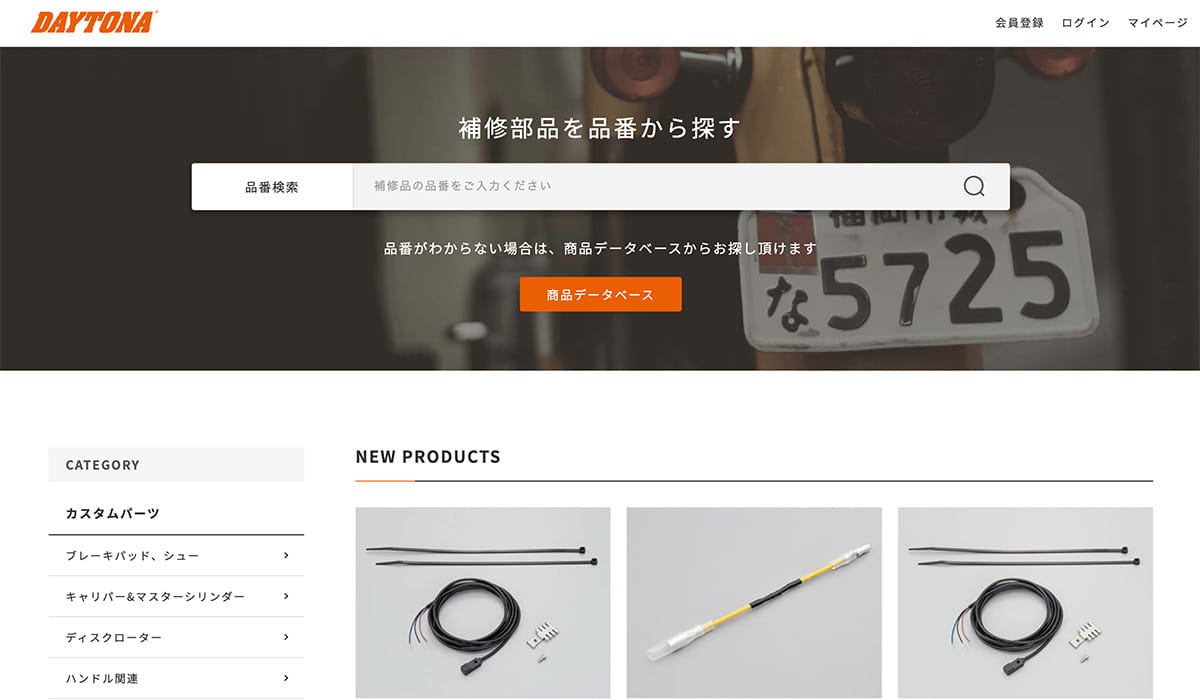 DAYTONA
会員登録 ログイン マイページ
補修部品を品番から探す
品番検索 補修品の品番をご入力ください
品番がわからない場合は、商品データベースからお探し頂けます
商品データベース
な 5725
CATEGORY
カスタムパーツ
ブレーキパッド、シュー
キャリパー&マスターシリンダー
ディスクローター
ハンドル関連
NEW PRODUCTS